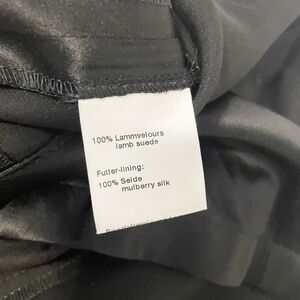 100% Lammvelours
lamb suede
Futter-lining:
100% Seide
mulberry silk